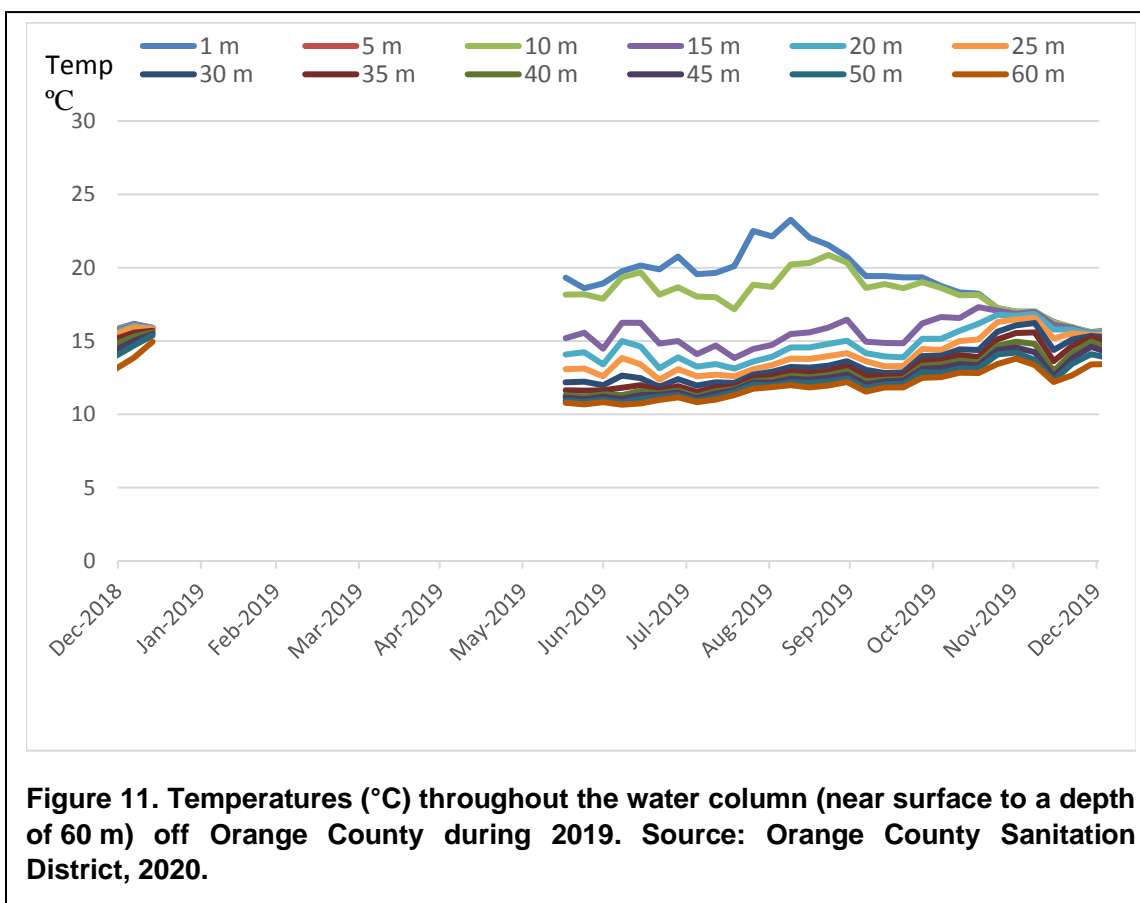 1 m 5 m 10 m 15 m 20 m 25 m
30 m 35 m 40 m 45 m 50 m 60 m
Temp
ºC
30
25
20
15
10
5
0
Dec-2018
Jan-2019
Feb-2019
Mar-2019
Apr-2019
May-2019
Jun-2019
Jul-2019
Aug-2019
Sep-2019
Oct-2019
Nov-2019
Dec-2019
Figure 11. Temperatures (°C) throughout the water column (near surface to a depth
of 60 m) off Orange County during 2019. Source: Orange County Sanitation
District, 2020.